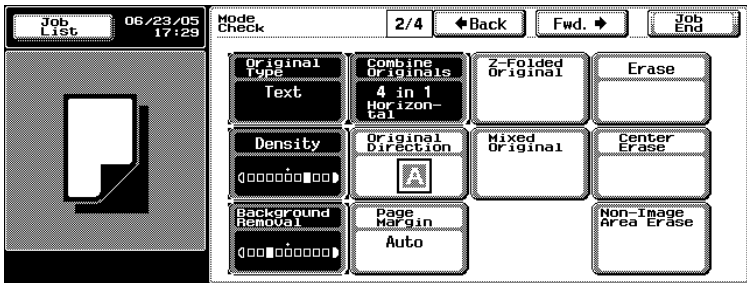 Job
List
06/23/05
17:29
Mode
Check
2/4
Back
Fwd.
Job
End
Original
Type
Text
Combine
Originals
4 in 1
Horizon-
tal
Z-Folded
Original
Erase
Density
Original
Direction
A
Mixed
Original
Center
Erase
Background
Removal
Page
Margin
Auto
Non-Image
Area Erase